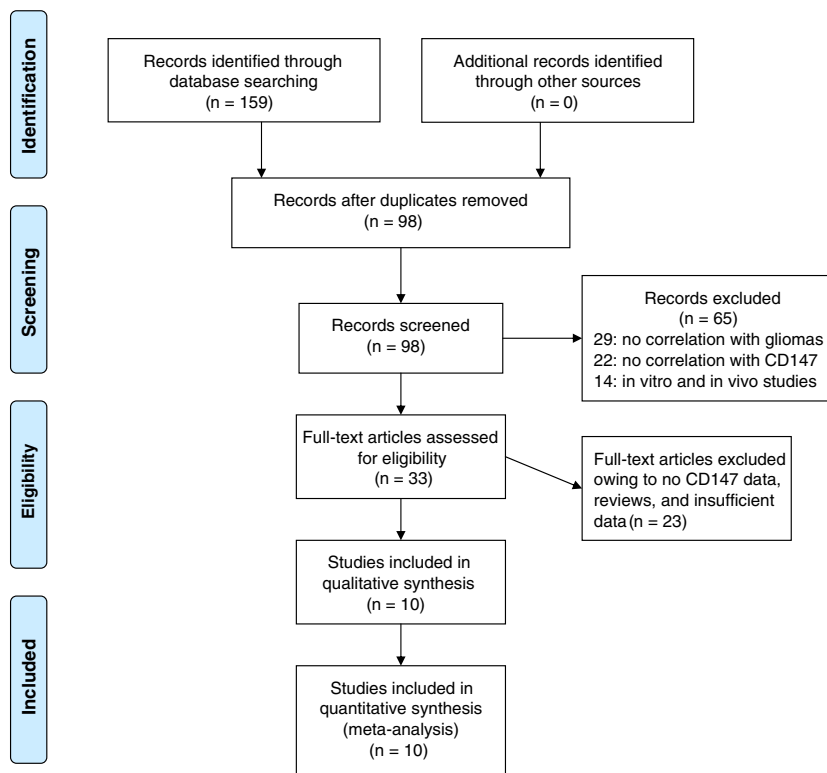 Identification
Records identified through
database searching
(n = 159)
Additional records identified
through other sources
(n = 0)
Records after duplicates removed
(n = 98)
Screening
Records screened
(n = 98)
Records excluded
(n = 65)
29: no correlation with gliomas
22: no correlation with CD147
14: in vitro and in vivo studies
Eligibility
Full-text articles assessed
for eligibility
(n = 33)
Full-text articles excluded
owing to no CD147 data,
reviews, and insufficient
data (n = 23)
Studies included in
qualitative synthesis
(n = 10)
Included
Studies included in
quantitative synthesis
(meta-analysis)
(n = 10)